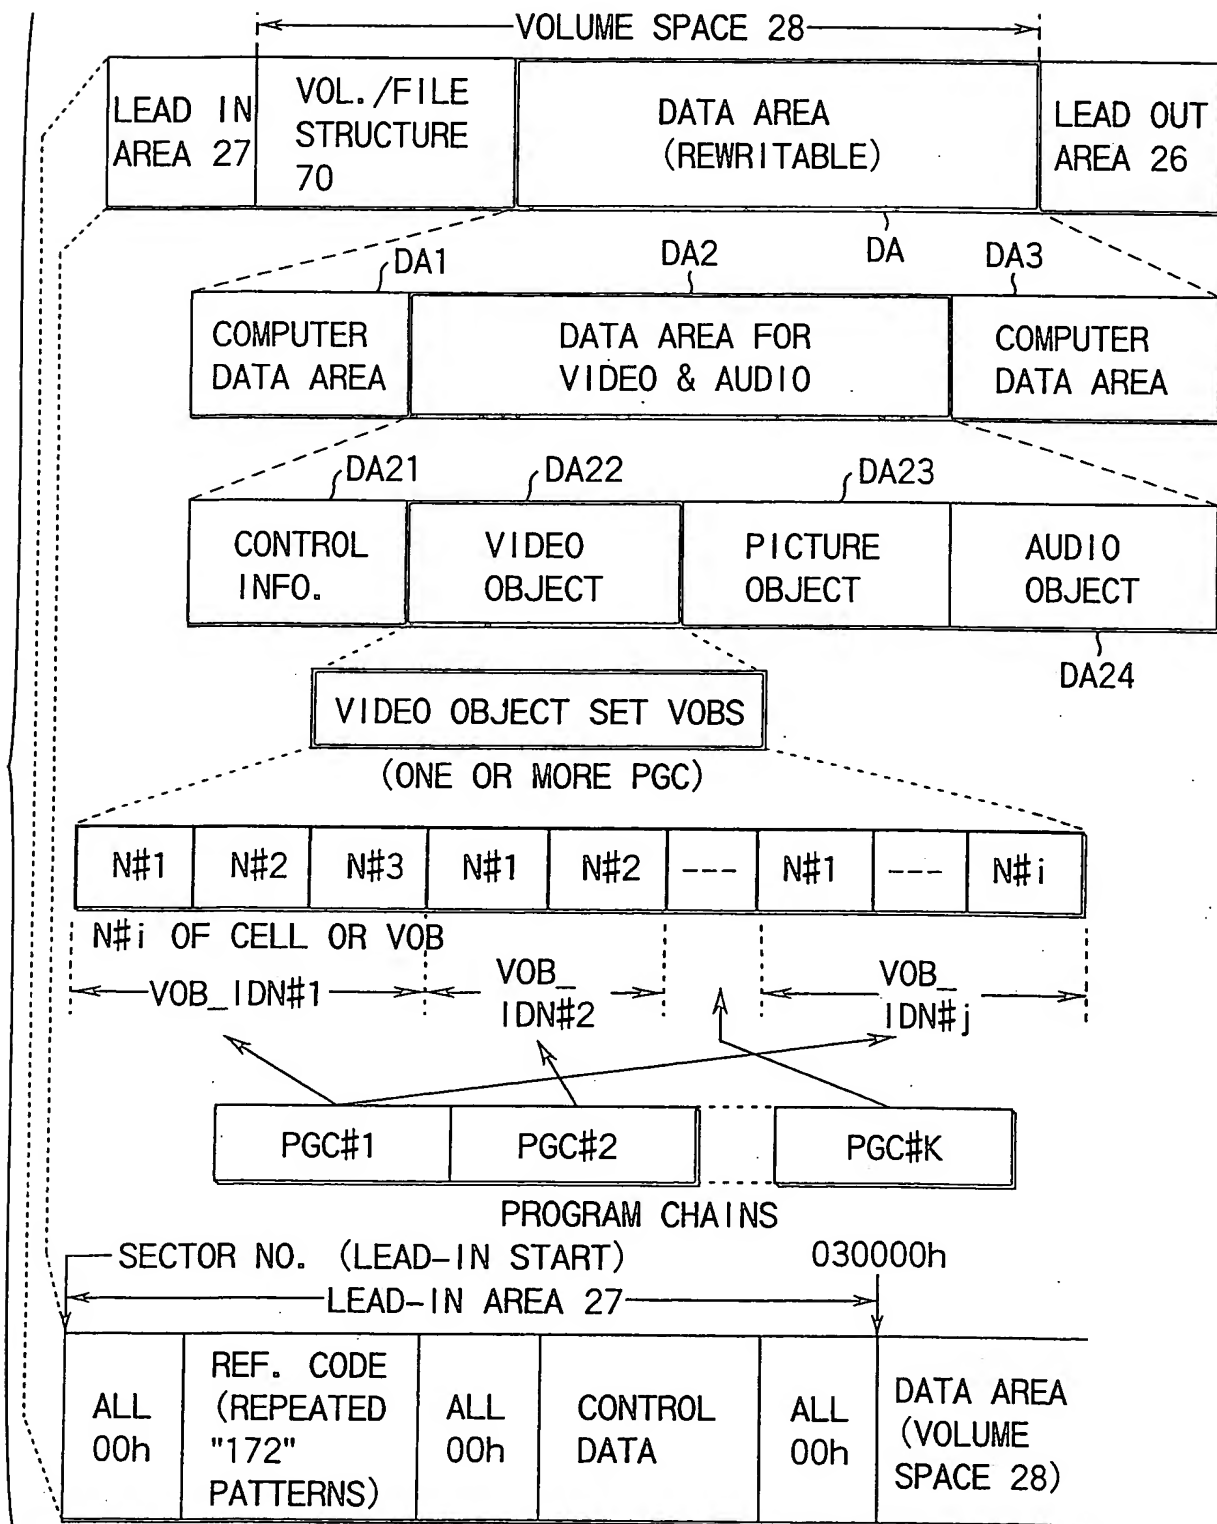 VOLUME SPACE 28
LEAD IN
AREA 27
VOL./FILE
STRUCTURE
70
DATA AREA
(REWRITABLE)
LEAD OUT
AREA 26
DA
DA1
DA2
DA3
COMPUTER
DATA AREA
DATA AREA FOR
VIDEO & AUDIO
COMPUTER
DATA AREA
DA21
DA22
DA23
CONTROL
INFO.
VIDEO
OBJECT
PICTURE
OBJECT
AUDIO
OBJECT
DA24
VIDEO OBJECT SET VOBS
(ONE OR MORE PGC)
N#1
N#2
N#3
N#1
N#2
---
N#1
---
N#i
N#i OF CELL OR VOB
VOB_IDN#1
VOB_
IDN#2
VOB_
IDN#j
PGC#1
PGC#2
PGC#K
PROGRAM CHAINS
SECTOR NO. (LEAD-IN START)
030000h
LEAD-IN AREA 27
ALL
00h
REF. CODE
(REPEATED
"172"
PATTERNS)
ALL
00h
CONTROL
DATA
ALL
00h
DATA AREA
(VOLUME
SPACE 28)